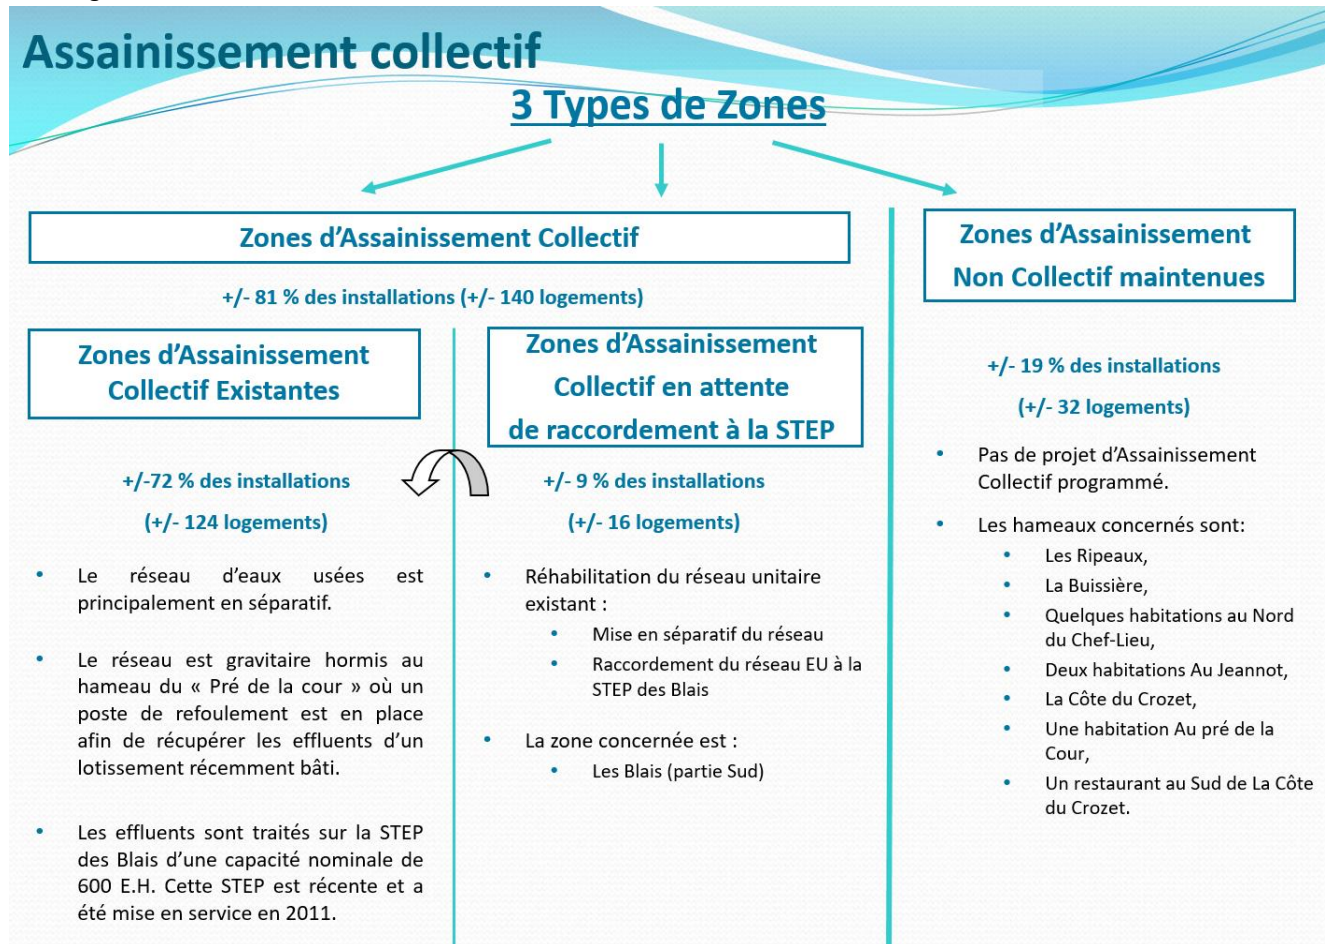 Assainissement collectif
3 Types de Zones
Zones d'Assainissement Collectif
+/- 81 % des installations (+/- 140 logements)
Zones d'Assainissement
Collectif Existantes
+/-72 % des installations
(+/- 124 logements)
• Le réseau d'eaux usées est
principalement en séparatif.
• Le réseau est gravitaire hormis au
hameau du « Pré de la cour » où un
poste de refoulement est en place
afin de récupérer les effluents d'un
lotissement récemment bâti.
• Les effluents sont traités sur la STEP
des Blais d'une capacité nominale de
600 E.H. Cette STEP est récente et a
été mise en service en 2011.
Zones d'Assainissement
Collectif en attente
de raccordement à la STEP
+/- 9 % des installations
(+/- 16 logements)
• Réhabilitation du réseau unitaire
existant :
• Mise en séparatif du réseau
• Raccordement du réseau EU à la
STEP des Blais
• La zone concernée est :
• Les Blais (partie Sud)
Zones d'Assainissement
Non Collectif maintenues
+/- 19 % des installations
(+/- 32 logements)
• Pas de projet d'Assainissement
Collectif programmé.
• Les hameaux concernés sont:
• Les Ripeaux,
• La Buissière,
• Quelques habitations au Nord
du Chef-Lieu,
• Deux habitations Au Jeannot,
• La Côte du Crozet,
• Une habitation Au pré de la
Cour,
• Un restaurant au Sud de La Côte
du Crozet.